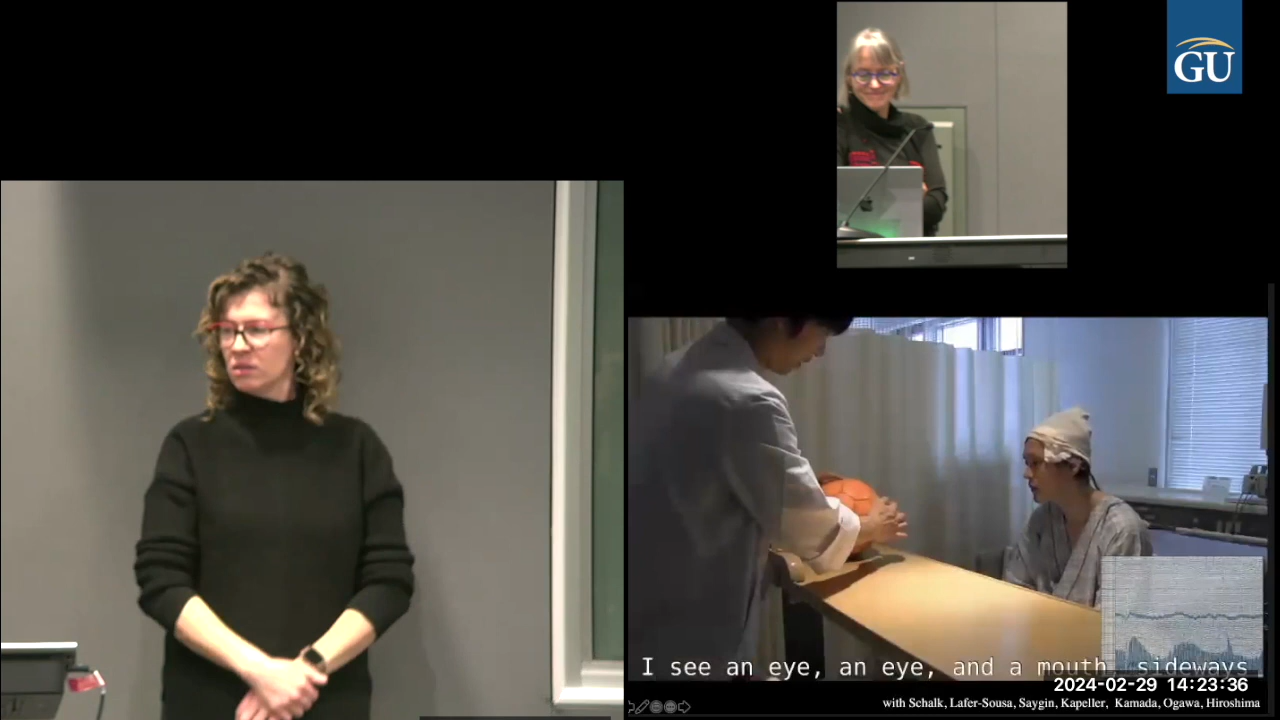 GU
I see an eye, an eye, and a mouth, sideways
2024-02-29 14:23:36
with Schalk, Lafer-Sousa, Saygin, Kapeller, Kamada, Ogawa, Hiroshima